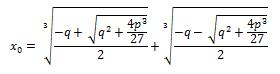 x₀ = ∛((-q + √(q² + 4p³/27))/2) + ∛((-q - √(q² + 4p³/27))/2)